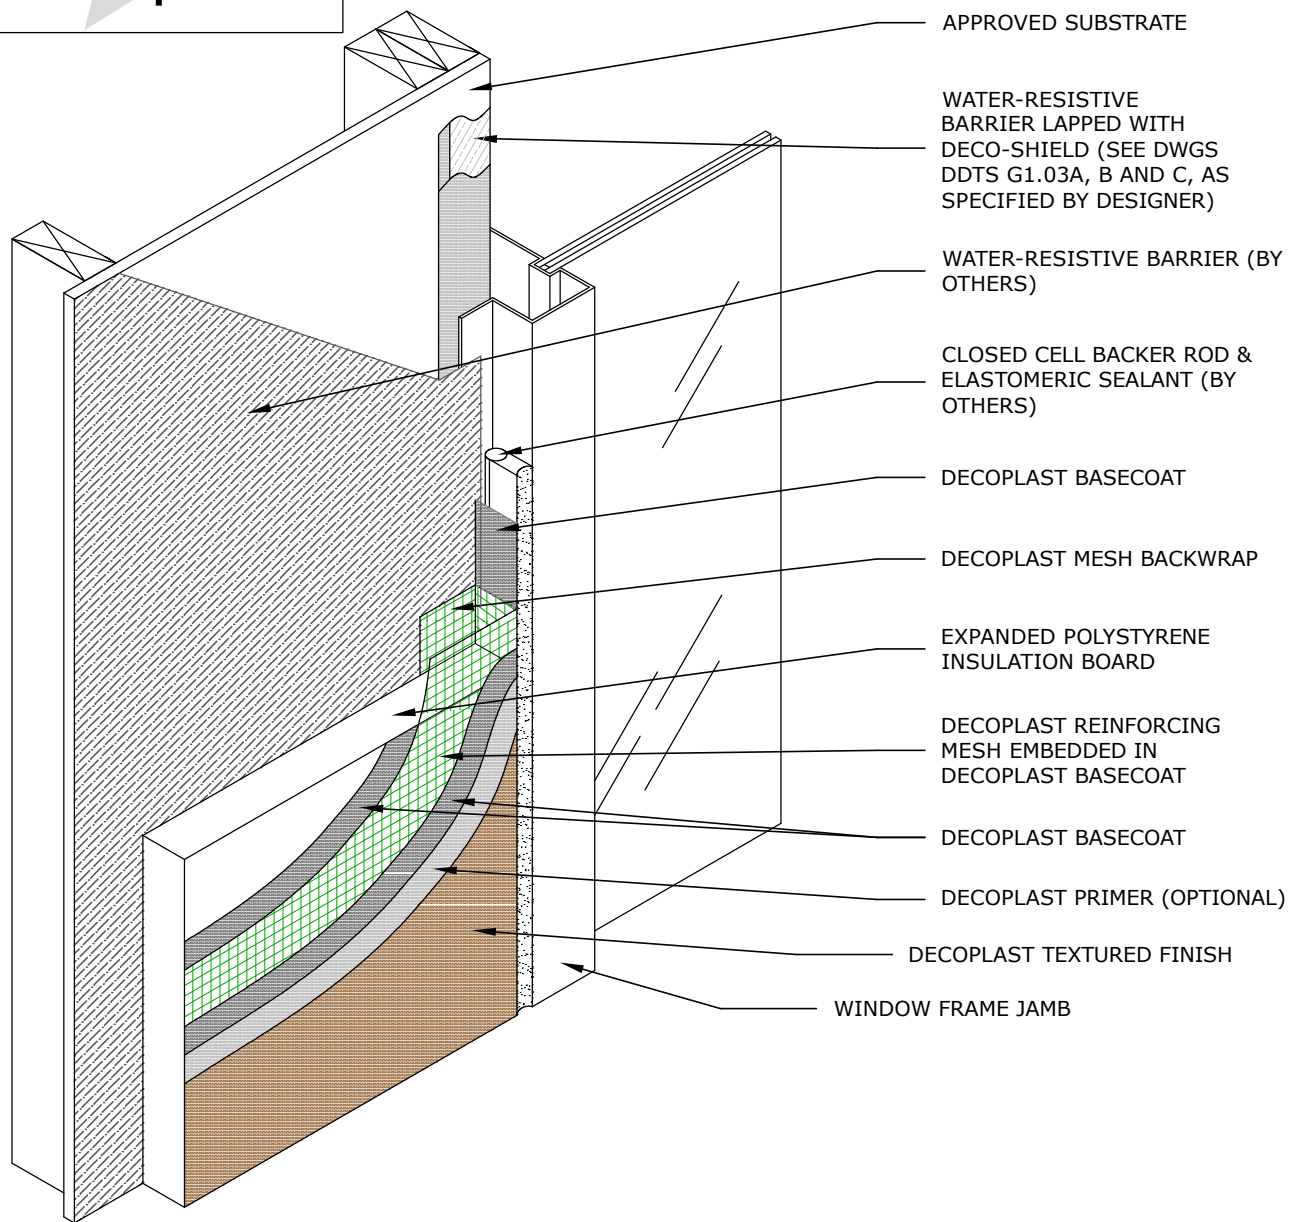 APPROVED SUBSTRATE
WATER-RESISTIVE
BARRIER LAPPED WITH
DECO-SHIELD (SEE DWGS
DDTS G1.03A, B AND C, AS
SPECIFIED BY DESIGNER)
WATER-RESISTIVE BARRIER (BY
OTHERS)
CLOSED CELL BACKER ROD &
ELASTOMERIC SEALANT (BY
OTHERS)
DECOPLAST BASECOAT
DECOPLAST MESH BACKWRAP
EXPANDED POLYSTYRENE
INSULATION BOARD
DECOPLAST REINFORCING
MESH EMBEDDED IN
DECOPLAST BASECOAT
DECOPLAST BASECOAT
DECOPLAST PRIMER (OPTIONAL)
DECOPLAST TEXTURED FINISH
WINDOW FRAME JAMB